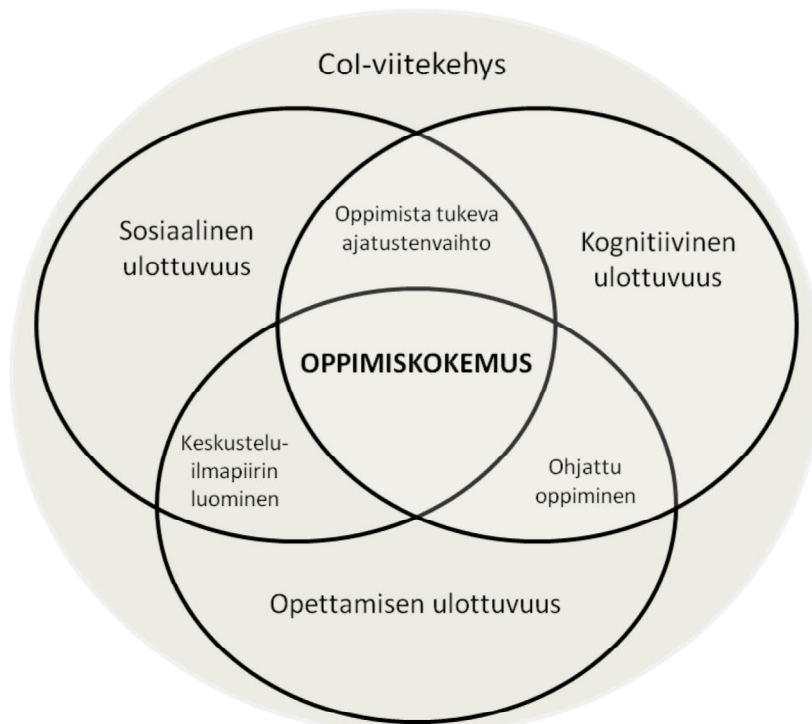 CoI-viitekehys
Oppimista tukeva
ajatustenvaihto
Sosiaalinen
ulottuvuus
Kognitiivinen
ulottuvuus
OPPIMISKOKEMUS
Keskustelu-
ilmapiirin
luominen
Ohjattu
oppiminen
Opettamisen ulottuvuus